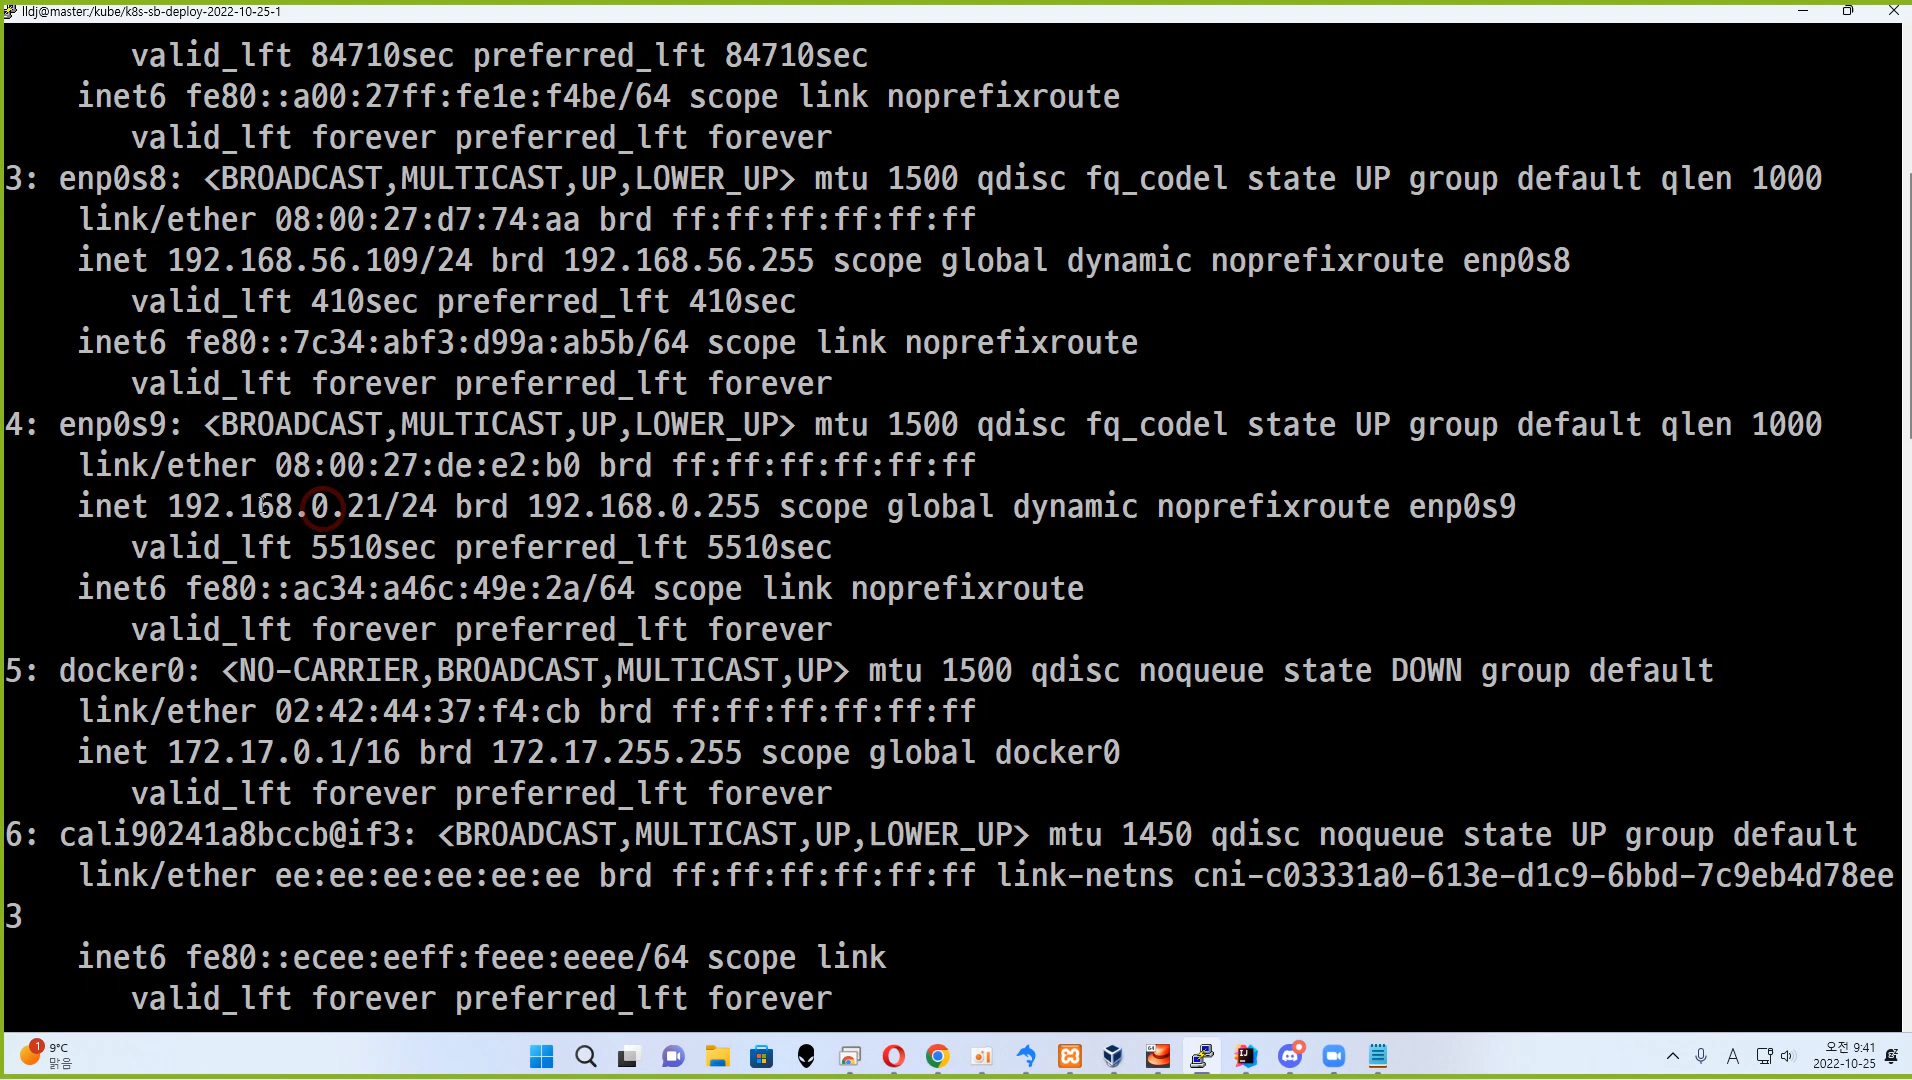 lldj@master:/kube/k8s-sb-deploy-2022-10-25-1
valid_lft 84710sec preferred_lft 84710sec
inet6 fe80::a00:27ff:fe1e:f4be/64 scope link noprefixroute
valid_lft forever preferred_lft forever
3: enp0s8: <BROADCAST,MULTICAST,UP,LOWER_UP> mtu 1500 qdisc fq_codel state UP group default qlen 1000
link/ether 08:00:27:d7:74:aa brd ff:ff:ff:ff:ff:ff
inet 192.168.56.109/24 brd 192.168.56.255 scope global dynamic noprefixroute enp0s8
valid_lft 410sec preferred_lft 410sec
inet6 fe80::7c34:abf3:d99a:ab5b/64 scope link noprefixroute
valid_lft forever preferred_lft forever
4: enp0s9: <BROADCAST,MULTICAST,UP,LOWER_UP> mtu 1500 qdisc fq_codel state UP group default qlen 1000
link/ether 08:00:27:de:e2:b0 brd ff:ff:ff:ff:ff:ff
inet 192.168.0.21/24 brd 192.168.0.255 scope global dynamic noprefixroute enp0s9
valid_lft 5510sec preferred_lft 5510sec
inet6 fe80::ac34:a46c:49e:2a/64 scope link noprefixroute
valid_lft forever preferred_lft forever
5: docker0: <NO-CARRIER,BROADCAST,MULTICAST,UP> mtu 1500 qdisc noqueue state DOWN group default
link/ether 02:42:44:37:f4:cb brd ff:ff:ff:ff:ff:ff
inet 172.17.0.1/16 brd 172.17.255.255 scope global docker0
valid_lft forever preferred_lft forever
6: cali90241a8bccb@if3: <BROADCAST,MULTICAST,UP,LOWER_UP> mtu 1450 qdisc noqueue state UP group default
link/ether ee:ee:ee:ee:ee:ee brd ff:ff:ff:ff:ff:ff link-netns cni-c03331a0-613e-d1c9-6bbd-7c9eb4d78ee
3
inet6 fe80::ecee:eeff:feee:eeee/64 scope link
valid_lft forever preferred_lft forever
1
9°C
맑음
A
오전 9:41
2022-10-25